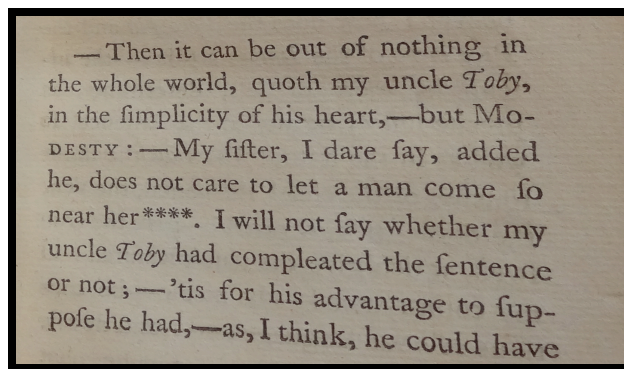 — Then it can be out of nothing in
the whole world, quoth my uncle Toby,
in the ſimplicity of his heart,—but Mo-
DESTY : — My ſiſter, I dare ſay, added
he, does not care to let a man come ſo
near her****. I will not ſay whether my
uncle Toby had compleated the ſentence
or not ; — 'tis for his advantage to ſup-
poſe he had,—as, I think, he could have